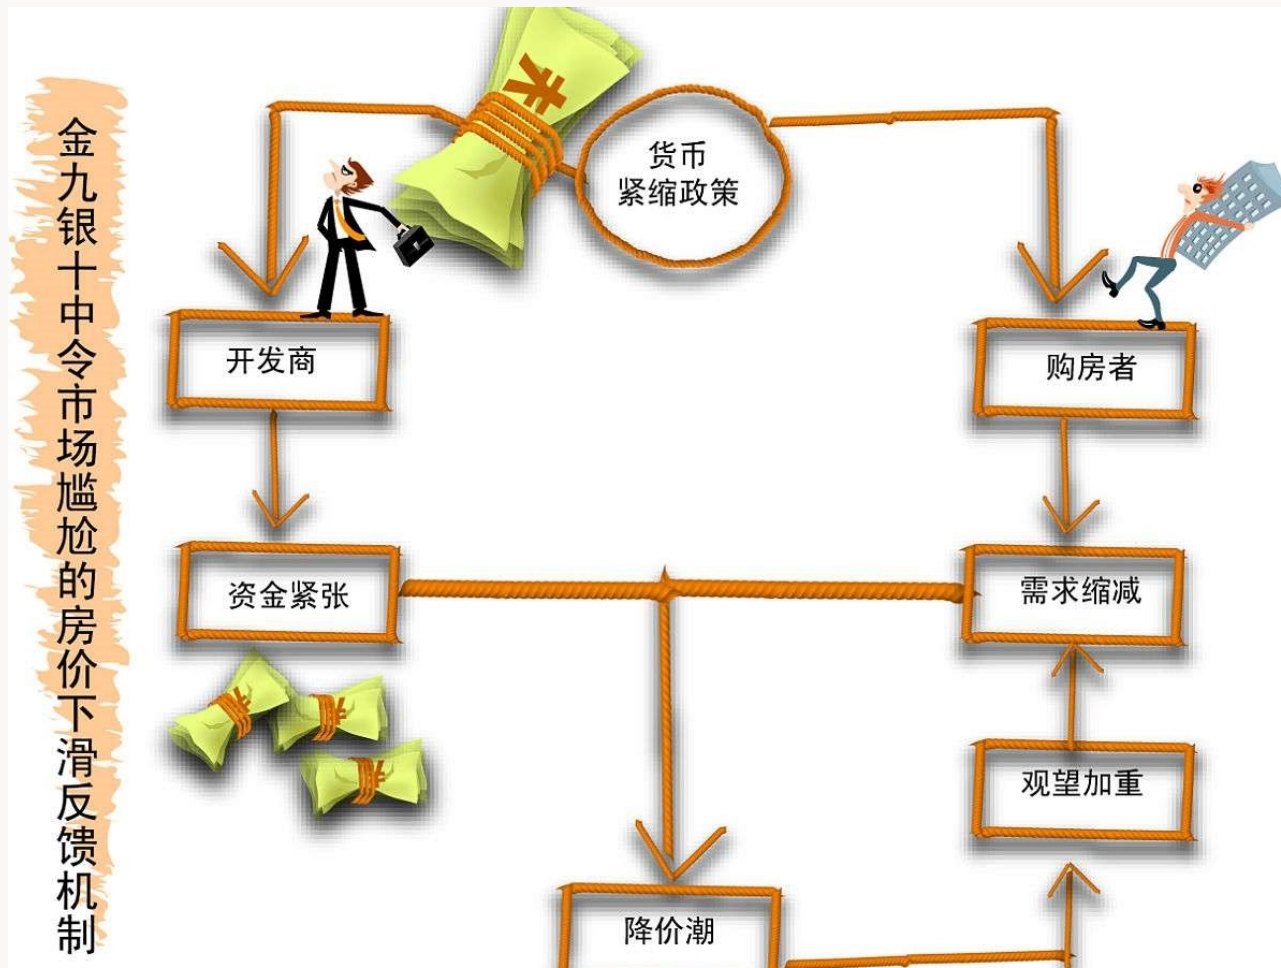 金九银十中令市场尴尬的房价下滑反馈机制
货币
紧缩政策
开发商
购房者
资金紧张
需求缩减
观望加重
降价潮